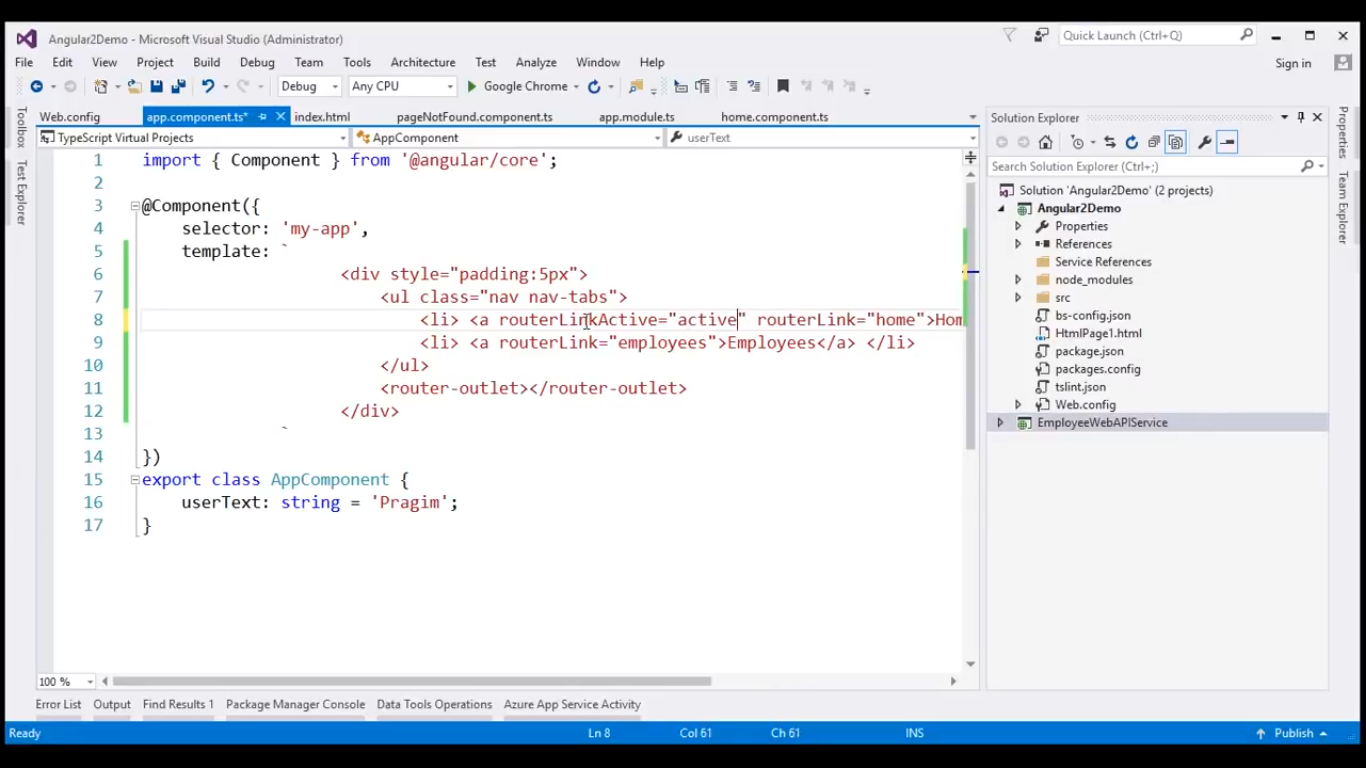 Angular2Demo - Microsoft Visual Studio (Administrator)
Quick Launch (Ctrl+Q)
File Edit View Project Build Debug Team Tools Architecture Test Analyze Window Help
Sign in
Debug Any CPU Google Chrome
Web.config app.component.ts* index.html pageNotFound.component.ts app.module.ts home.component.ts
TypeScript Virtual Projects AppComponent userText
Toolbox
Test Explorer
1 import { Component } from '@angular/core';
2
3 @Component({
4 selector: 'my-app',
5 template: `
6 <div style="padding:5px">
7 <ul class="nav nav-tabs">
8 <li> <a routerLinkActive="active" routerLink="home">Hom
9 <li> <a routerLink="employees">Employees</a> </li>
10 </ul>
11 <router-outlet></router-outlet>
12 </div>
13 `
14 })
15 export class AppComponent {
16 userText: string = 'Pragim';
17 }
100 %
Solution Explorer
Search Solution Explorer (Ctrl+;)
Solution 'Angular2Demo' (2 projects)
Angular2Demo
Properties
References
Service References
node_modules
src
bs-config.json
HtmlPage1.html
package.json
packages.config
tslint.json
Web.config
EmployeeWebAPIService
Properties
Team Explorer
Error List Output Find Results 1 Package Manager Console Data Tools Operations Azure App Service Activity
Ready Ln 8 Col 61 Ch 61 INS Publish